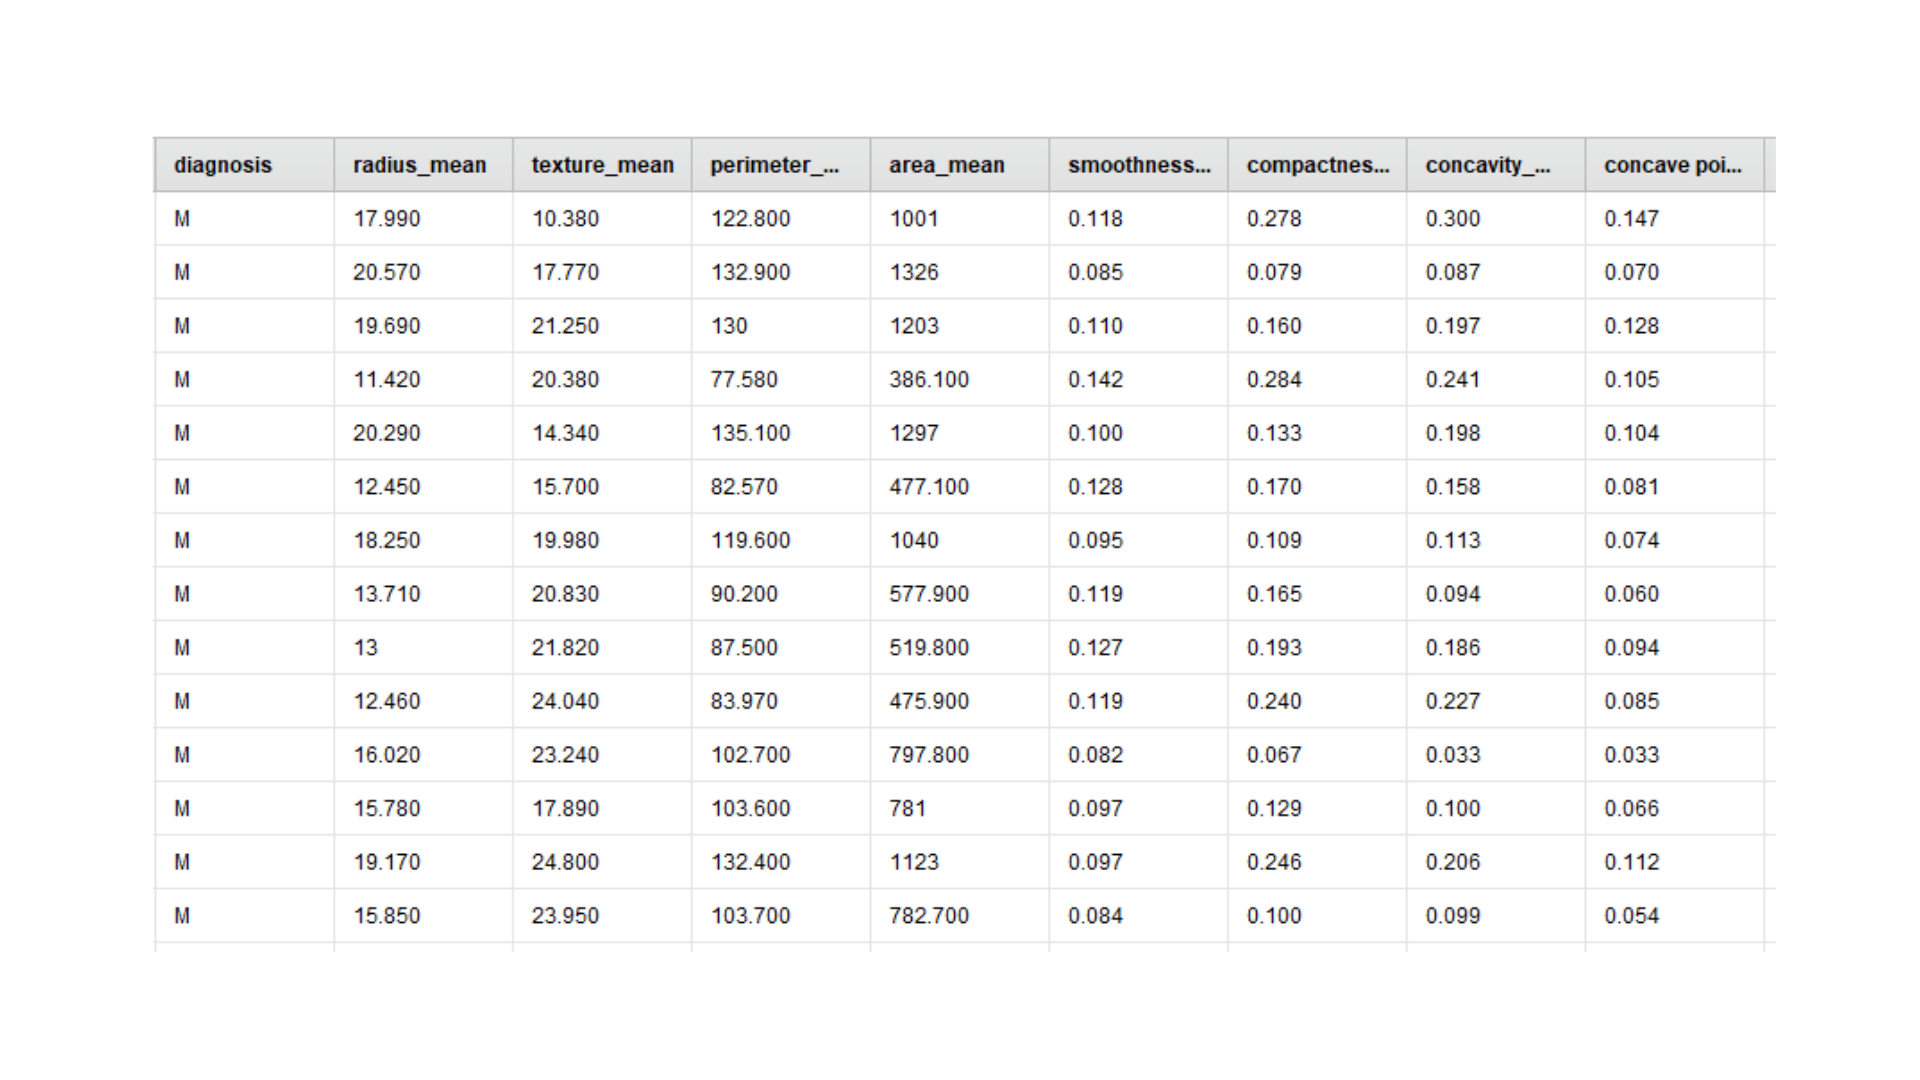 diagnosis radius_mean texture_mean perimeter_... area_mean smoothness... compactnes... concavity_... concave poi...
M 17.990 10.380 122.800 1001 0.118 0.278 0.300 0.147
M 20.570 17.770 132.900 1326 0.085 0.079 0.087 0.070
M 19.690 21.250 130 1203 0.110 0.160 0.197 0.128
M 11.420 20.380 77.580 386.100 0.142 0.284 0.241 0.105
M 20.290 14.340 135.100 1297 0.100 0.133 0.198 0.104
M 12.450 15.700 82.570 477.100 0.128 0.170 0.158 0.081
M 18.250 19.980 119.600 1040 0.095 0.109 0.113 0.074
M 13.710 20.830 90.200 577.900 0.119 0.165 0.094 0.060
M 13 21.820 87.500 519.800 0.127 0.193 0.186 0.094
M 12.460 24.040 83.970 475.900 0.119 0.240 0.227 0.085
M 16.020 23.240 102.700 797.800 0.082 0.067 0.033 0.033
M 15.780 17.890 103.600 781 0.097 0.129 0.100 0.066
M 19.170 24.800 132.400 1123 0.097 0.246 0.206 0.112
M 15.850 23.950 103.700 782.700 0.084 0.100 0.099 0.054